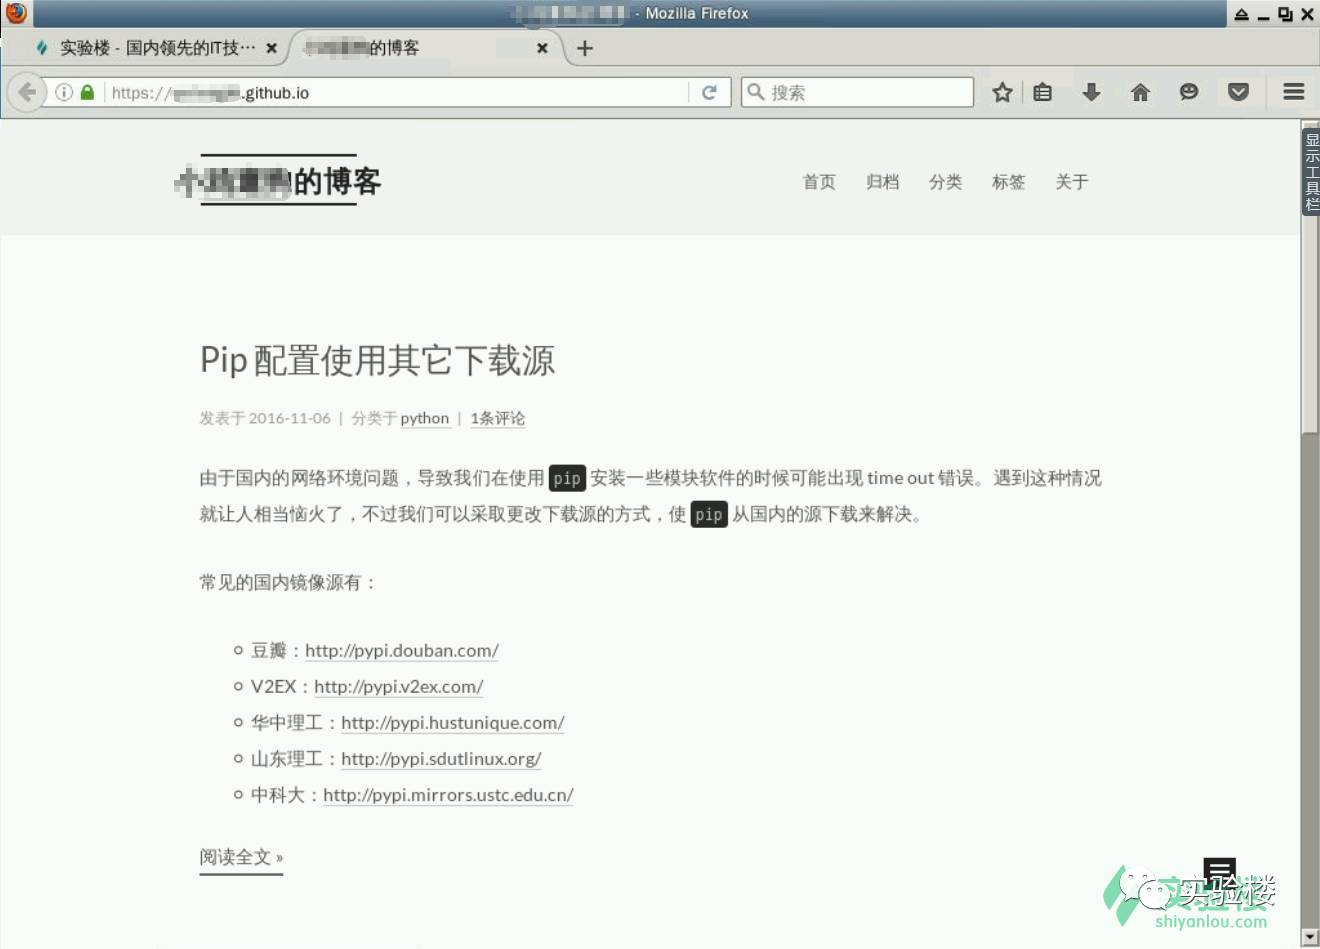 - Mozilla Firefox
实验楼 - 国内领先的IT技…
的博客
https://
.github.io
搜索
显示工具栏
的博客
首页 归档 分类 标签 关于
Pip 配置使用其它下载源
发表于 2016-11-06 | 分类于 python | 1条评论
由于国内的网络环境问题，导致我们在使用 pip 安装一些模块软件的时候可能出现 time out 错误。遇到这种情况
就让人相当恼火了，不过我们可以采取更改下载源的方式，使 pip 从国内的源下载来解决。
常见的国内镜像源有：
豆瓣：http://pypi.douban.com/
V2EX：http://pypi.v2ex.com/
华中理工：http://pypi.hustunique.com/
山东理工：http://pypi.sdutlinux.org/
中科大：http://pypi.mirrors.ustc.edu.cn/
阅读全文 »
实验楼
shiyanlou.com